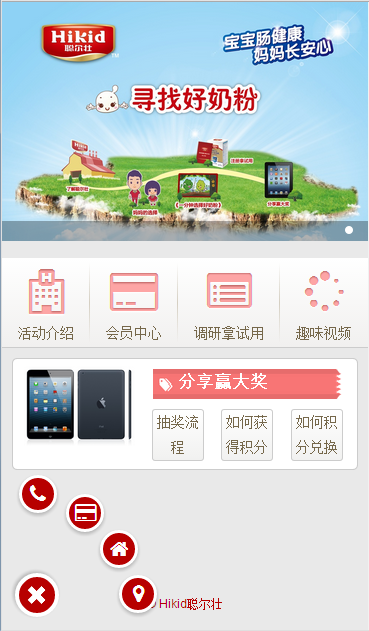 Hikid
聪尔壮
TM
宝宝肠健康
妈妈长安心
寻找好奶粉
Hikid
了解聪尔壮
妈妈的选择
注册拿试用
(一分钟选择好奶粉)
分享赢大奖
活动介绍
会员中心
调研拿试用
趣味视频
分享赢大奖
抽奖流程
如何获得积分
如何积分兑换
Hikid聪尔壮